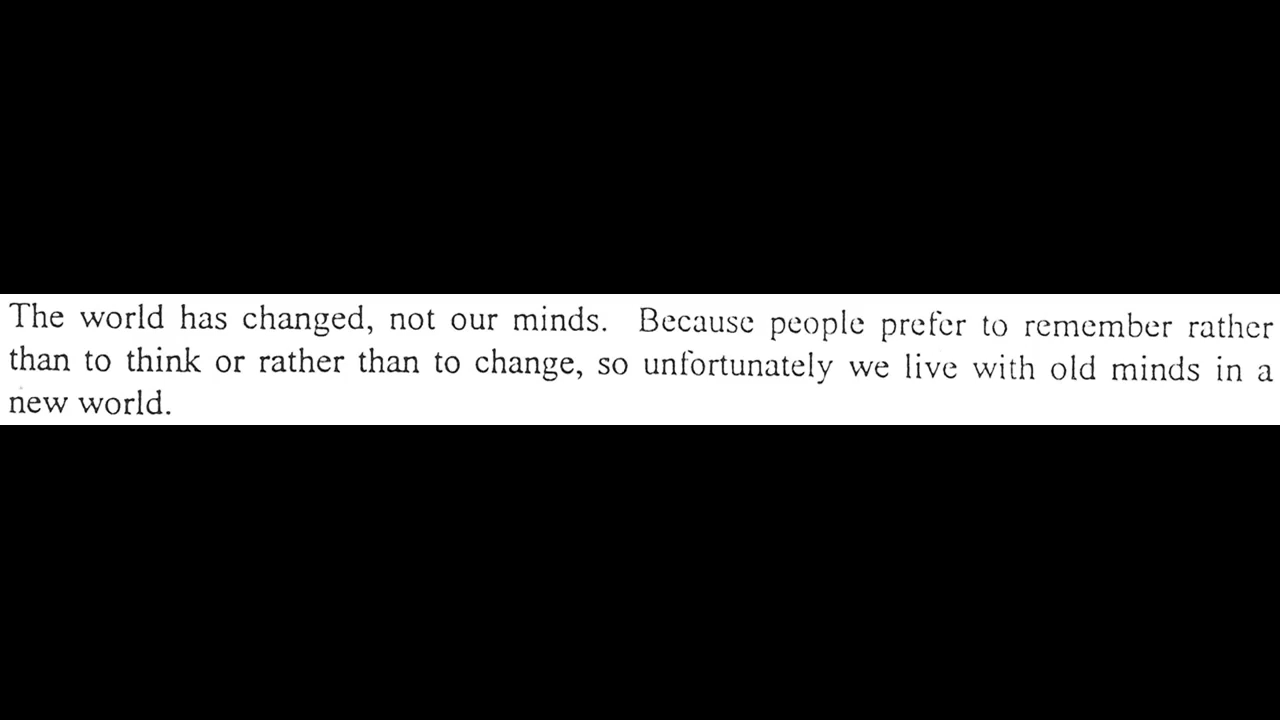 The world has changed, not our minds. Because people prefer to remember rather
than to think or rather than to change, so unfortunately we live with old minds in a
new world.